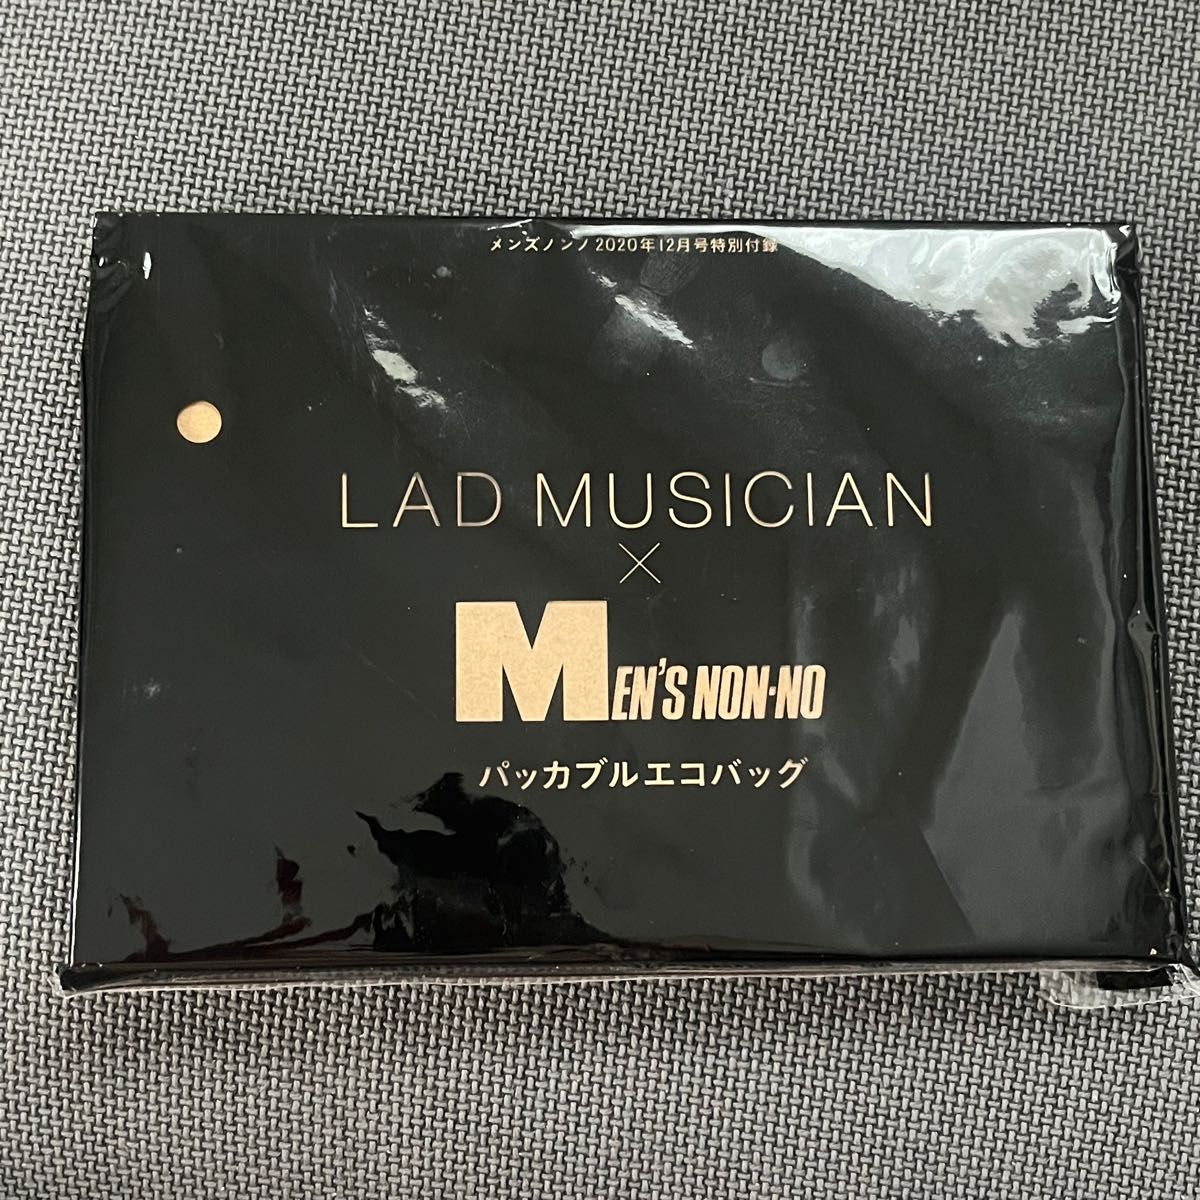 メンズノンノ2020年12月号特別付録
LAD MUSICIAN
×
MEN'S NON·NO
パッカブルエコバッグ